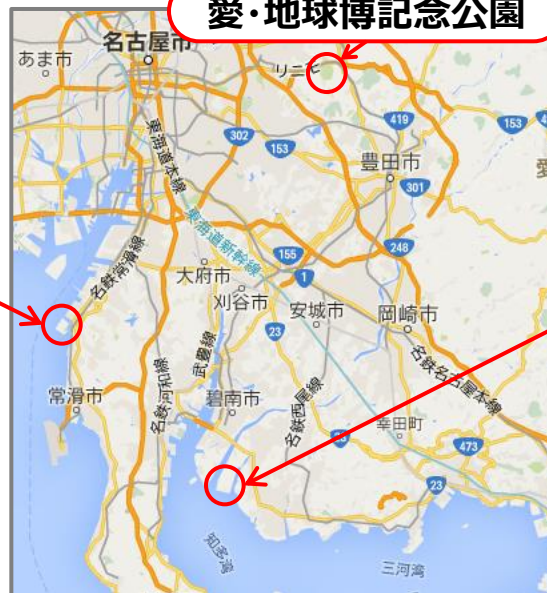 愛・地球博記念公園
名古屋市
あま市
リニモ
419
153
302
153
東海道本線
豊田市
愛
301
東海道新幹線
155
248
名鉄常滑線
大府市
1
刈谷市
安城市
岡崎市
23
武豊線
名鉄河和線
名鉄名古屋本線
常滑市
碧南市
名鉄西尾線
幸田町
23
473
23
知多湾
三河湾